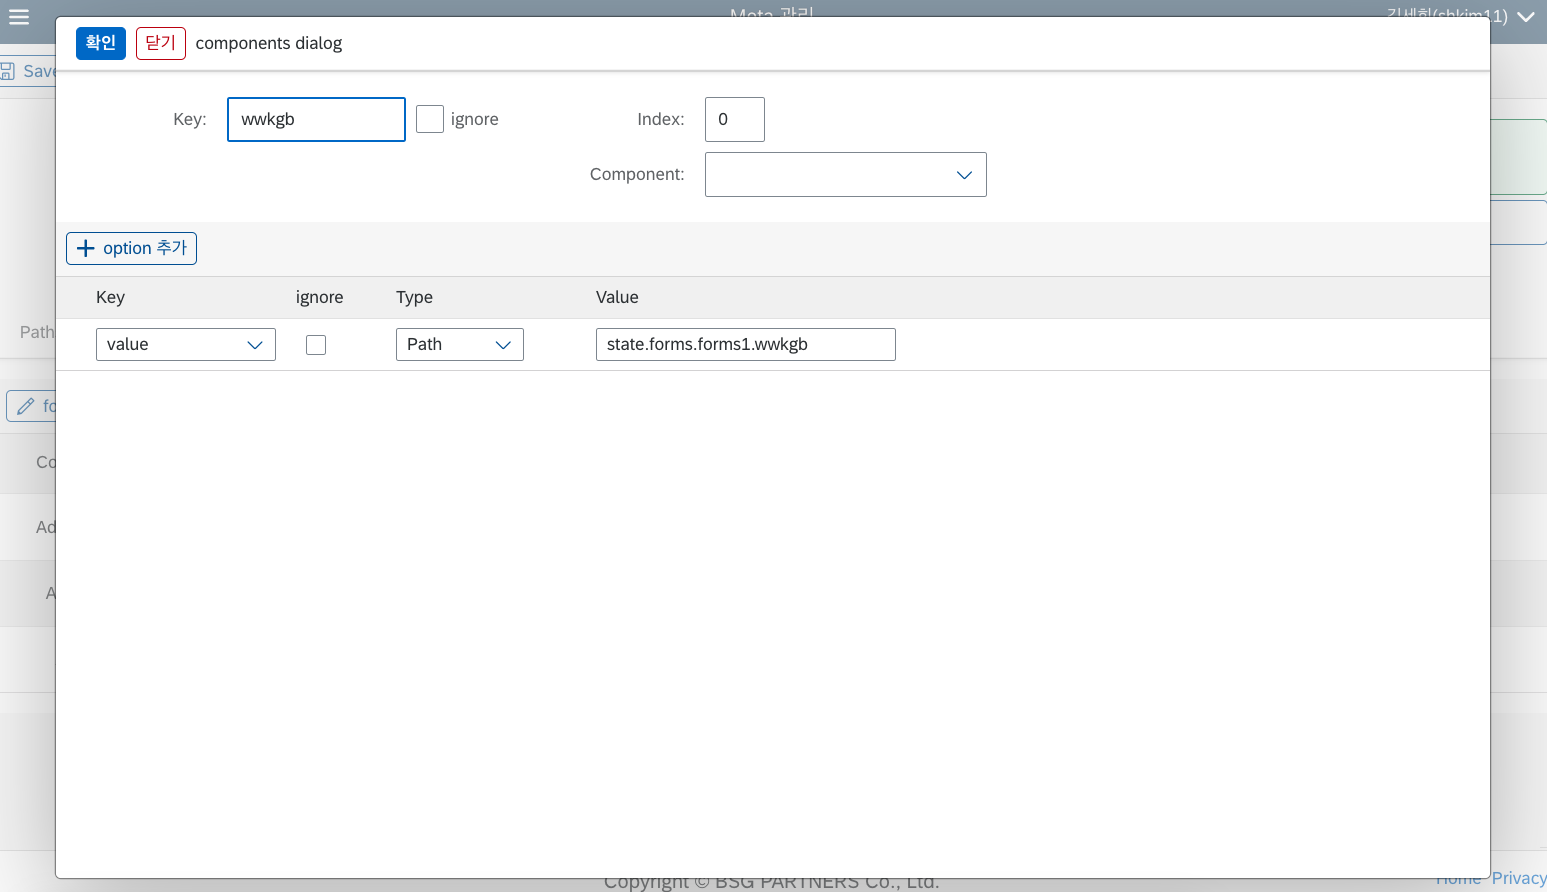 Meta 관리
김세희(shkim11)
확인 닫기 components dialog
Save
Key: wwkgb ignore Index: 0
Component:
+ option 추가
Key ignore Type Value
Path
value Path state.forms.forms1.wwkgb
fo
Co
Ad
A
Copyright © BSG PARTNERS Co., Ltd.
Home Privacy